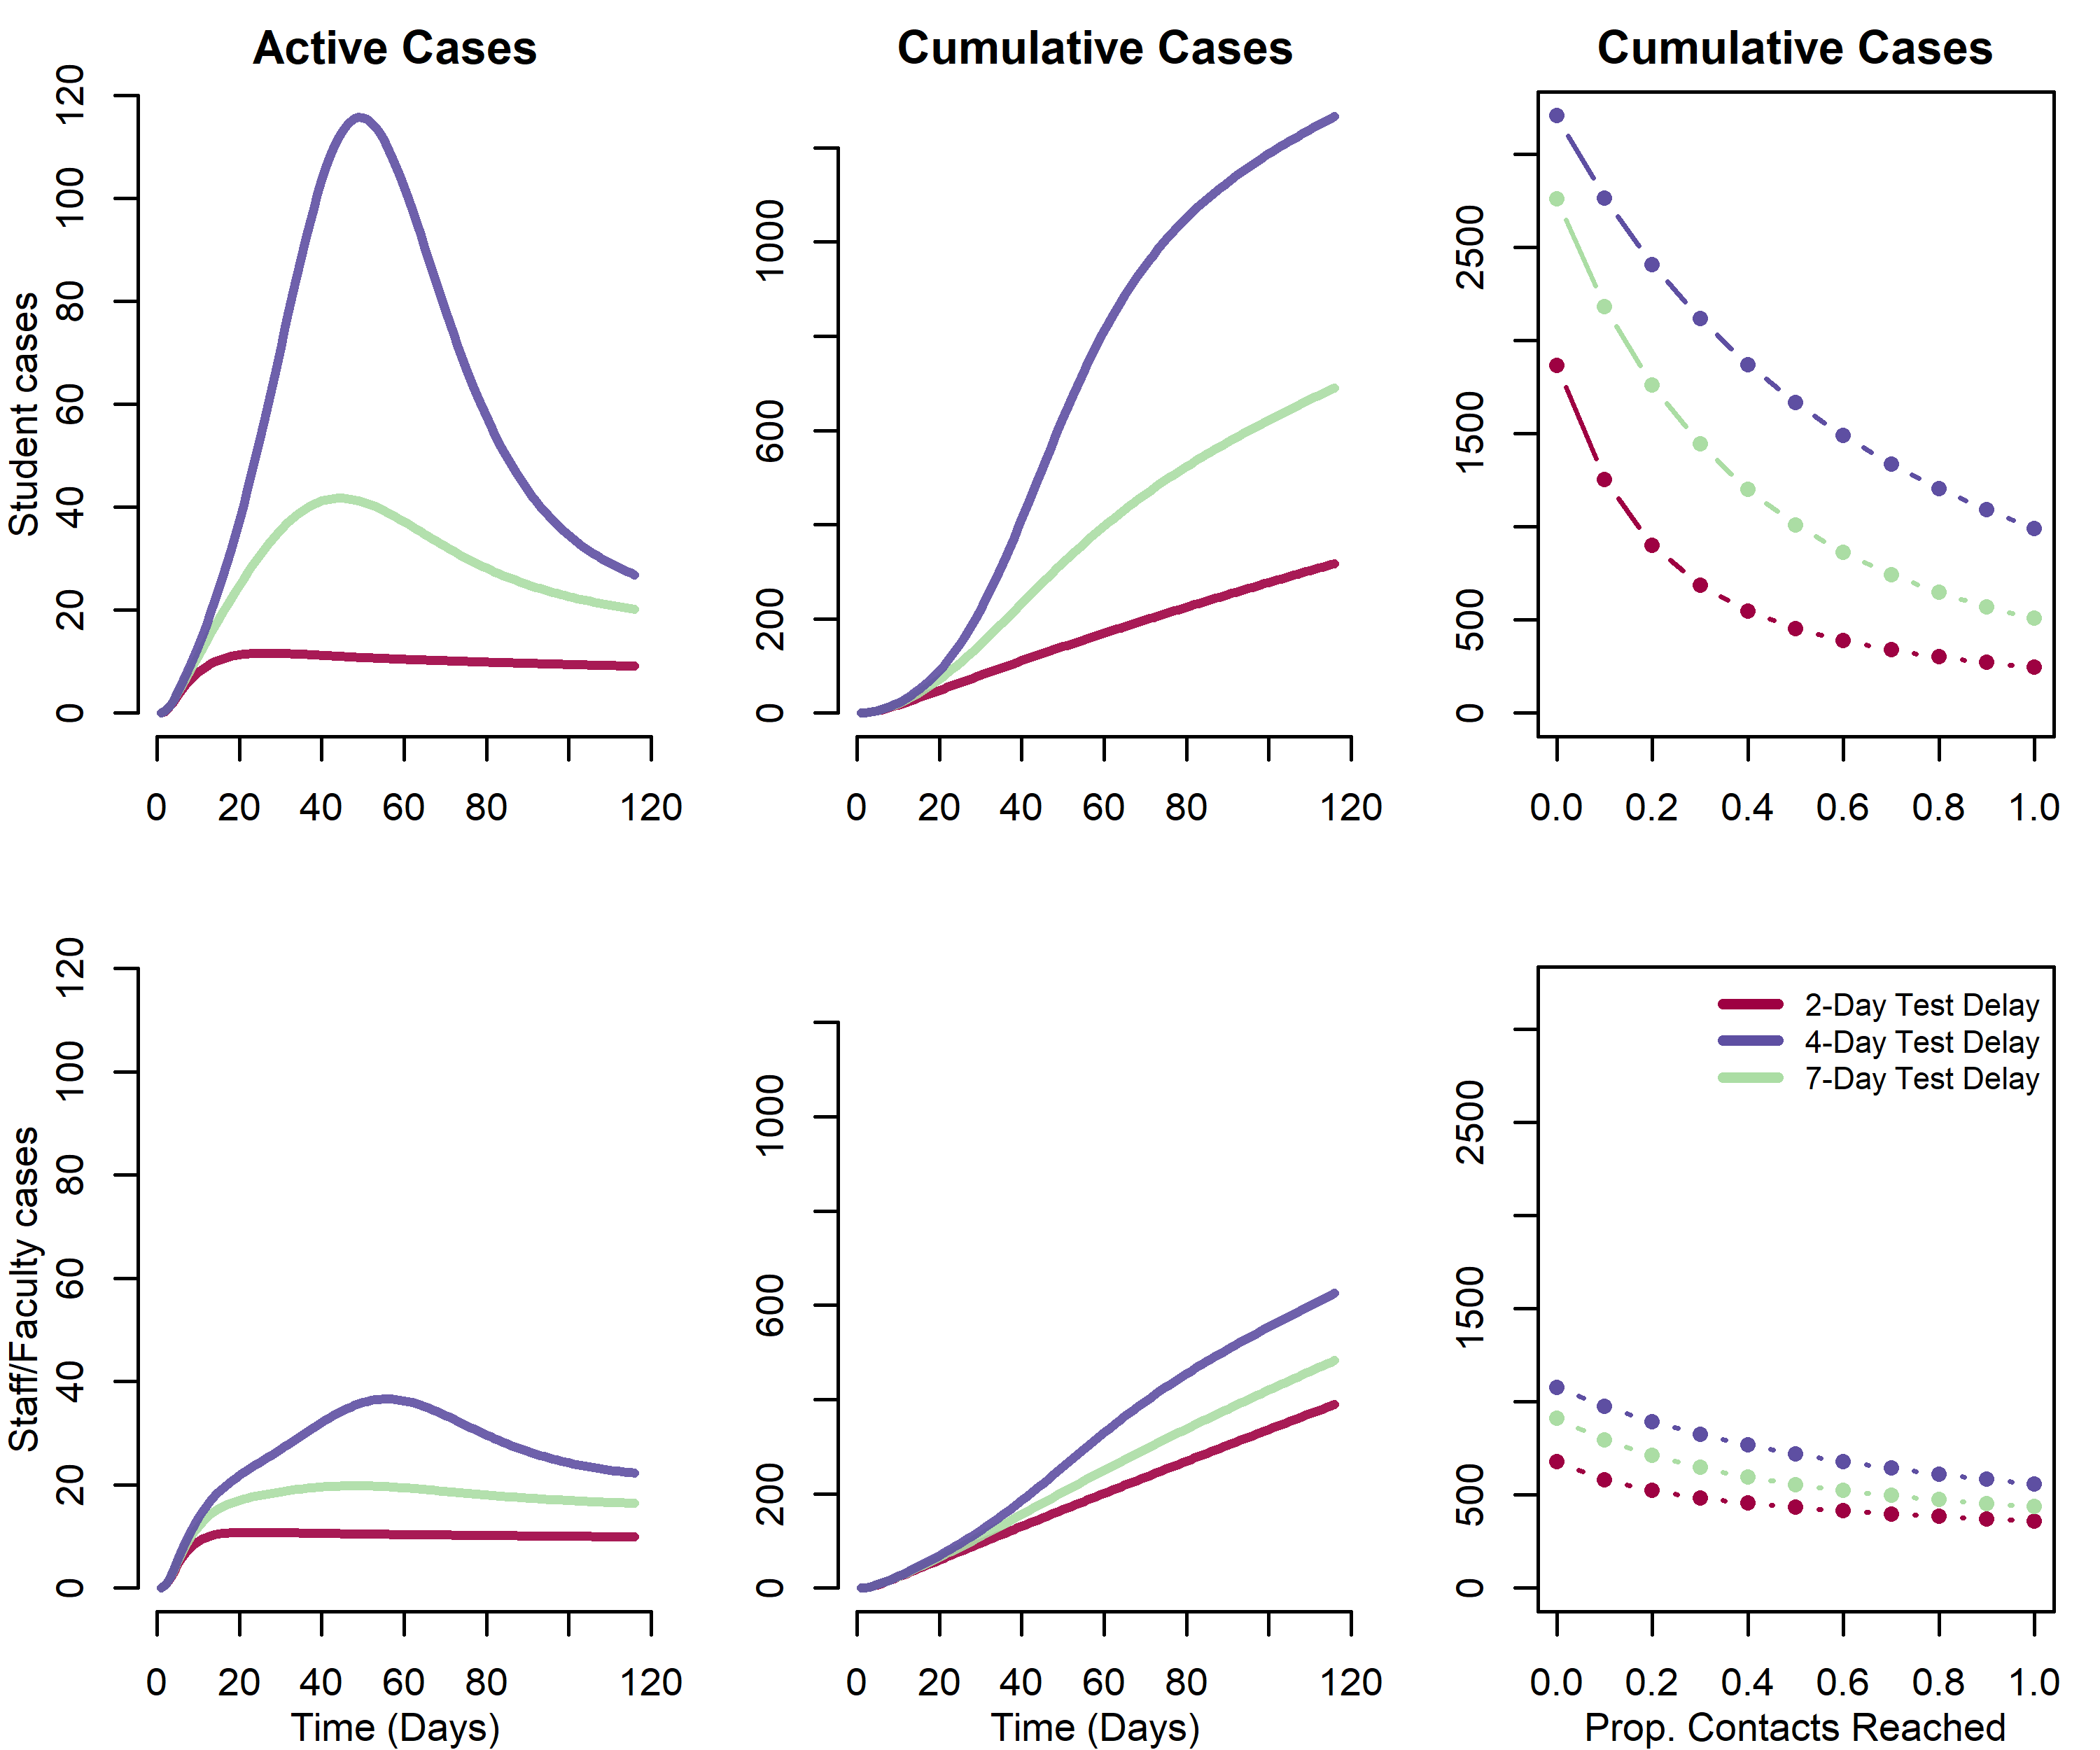 Active Cases
Cumulative Cases
Cumulative Cases
Student cases
120
100
80
60
40
20
0
0 20 40 60 80 120
1000
600
200
0
0 20 40 60 80 120
2500
1500
500
0
0.0 0.2 0.4 0.6 0.8 1.0
Staff/Faculty cases
120
100
80
60
40
20
0
0 20 40 60 80 120
Time (Days)
1000
600
200
0
0 20 40 60 80 120
Time (Days)
2-Day Test Delay
4-Day Test Delay
7-Day Test Delay
2500
1500
500
0
0.0 0.2 0.4 0.6 0.8 1.0
Prop. Contacts Reached